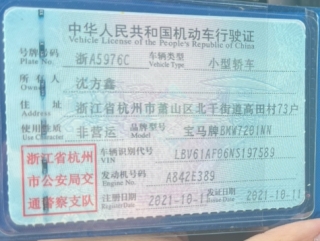 中华人民共和国机动车行驶证
Vehicle License of the People's Republic of China
号牌号码 浙A5976C 车辆类型 小型轿车
Plate No. Vehicle Type
所有人 沈方鑫
Owner
住址 浙江省杭州市萧山区北干街道高田村73户
Address
使用性质 非营运 品牌型号 宝马牌BMW7201NN
Use Character Model
浙江省杭州 车辆识别代号 LBV61AF06NS197589
VIN
市公安局交 发动机号码 A842E389
Engine No.
通警察支队 注册日期 2021-10-1 发证日期 2021-10-11
Register Date Issue Date